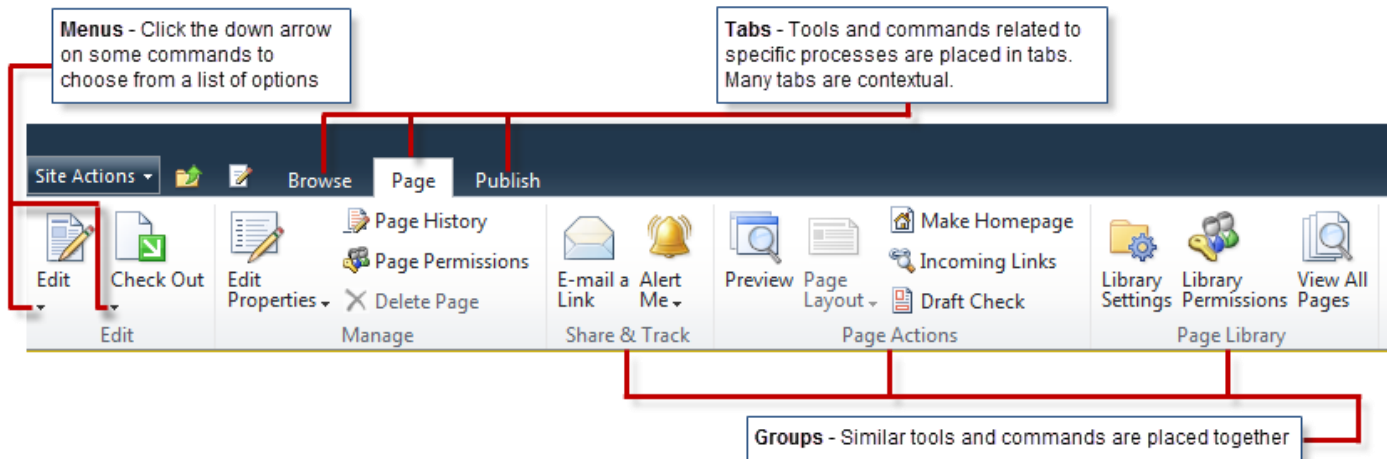 Menus - Click the down arrow
on some commands to
choose from a list of options
Tabs - Tools and commands related to
specific processes are placed in tabs.
Many tabs are contextual.
Site Actions
Browse
Page
Publish
Edit
Check Out
Edit
Edit
Properties
Page History
Page Permissions
Delete Page
Manage
E-mail a
Link
Alert
Me
Share & Track
Preview
Page
Layout
Make Homepage
Incoming Links
Draft Check
Page Actions
Library
Settings
Library
Permissions
View All
Pages
Page Library
Groups - Similar tools and commands are placed together